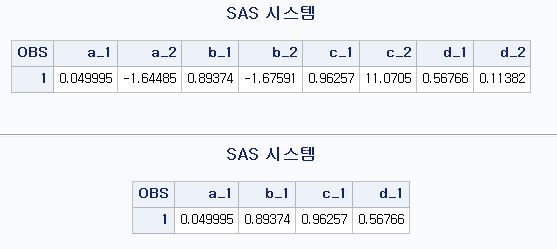 SAS 시스템
OBS a_1 a_2 b_1 b_2 c_1 c_2 d_1 d_2
1 0.049995 -1.64485 0.89374 -1.67591 0.96257 11.0705 0.56766 0.11382
SAS 시스템
OBS a_1 b_1 c_1 d_1
1 0.049995 0.89374 0.96257 0.56766